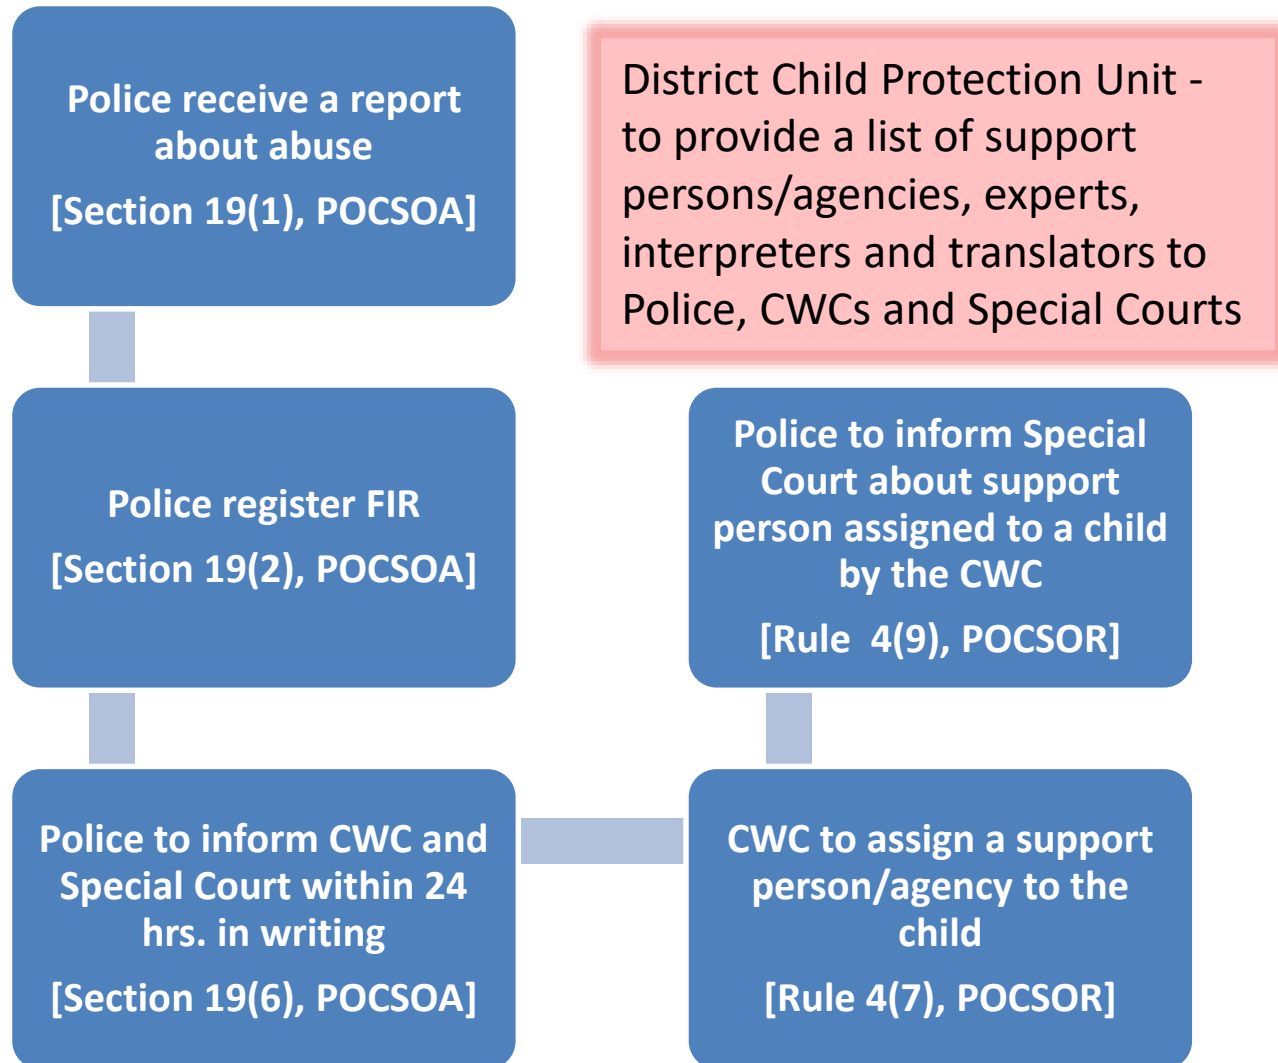 Police receive a report
about abuse
[Section 19(1), POCSOA]
District Child Protection Unit -
to provide a list of support
persons/agencies, experts,
interpreters and translators to
Police, CWCs and Special Courts
Police register FIR
[Section 19(2), POCSOA]
Police to inform CWC and
Special Court within 24
hrs. in writing
[Section 19(6), POCSOA]
CWC to assign a support
person/agency to the
child
[Rule 4(7), POCSOR]
Police to inform Special
Court about support
person assigned to a child
by the CWC
[Rule 4(9), POCSOR]